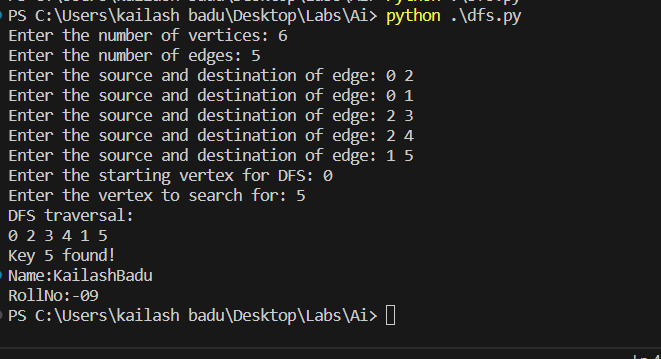 PS C:\Users\kailash badu\Desktop\Labs\Ai> python .\dfs.py
Enter the number of vertices: 6
Enter the number of edges: 5
Enter the source and destination of edge: 0 2
Enter the source and destination of edge: 0 1
Enter the source and destination of edge: 2 3
Enter the source and destination of edge: 2 4
Enter the source and destination of edge: 1 5
Enter the starting vertex for DFS: 0
Enter the vertex to search for: 5
DFS traversal:
0 2 3 4 1 5
Key 5 found!
Name:KailashBadu
RollNo:-09
PS C:\Users\kailash badu\Desktop\Labs\Ai>